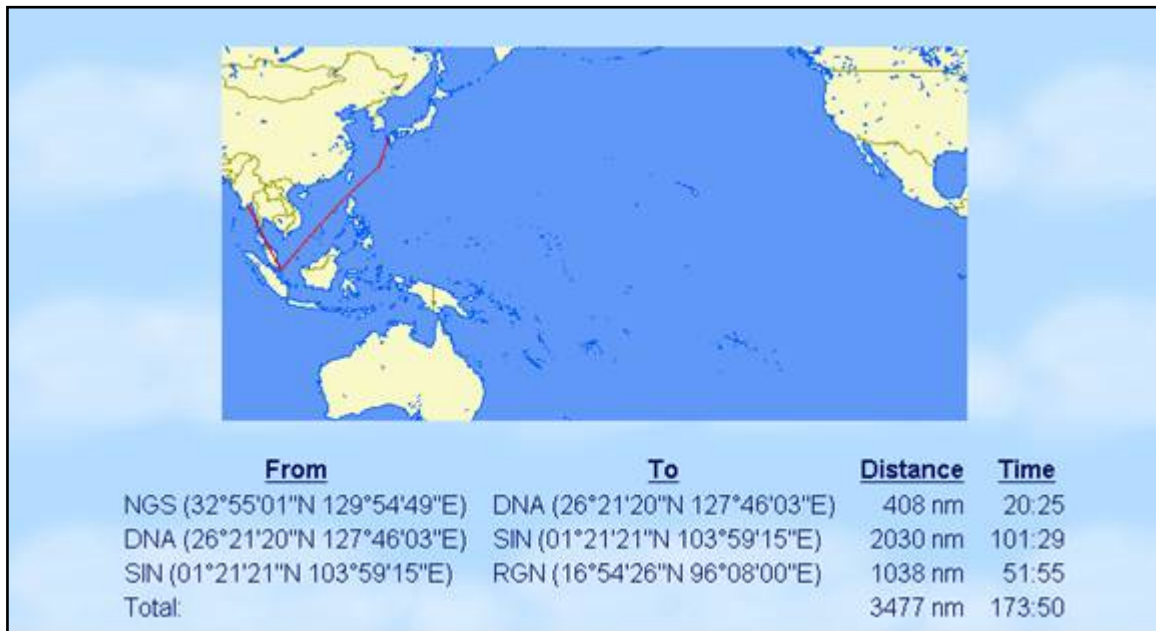 From To Distance Time
NGS (32°55'01"N 129°54'49"E) DNA (26°21'20"N 127°46'03"E) 408 nm 20:25
DNA (26°21'20"N 127°46'03"E) SIN (01°21'21"N 103°59'15"E) 2030 nm 101:29
SIN (01°21'21"N 103°59'15"E) RGN (16°54'26"N 96°08'00"E) 1038 nm 51:55
Total: 3477 nm 173:50